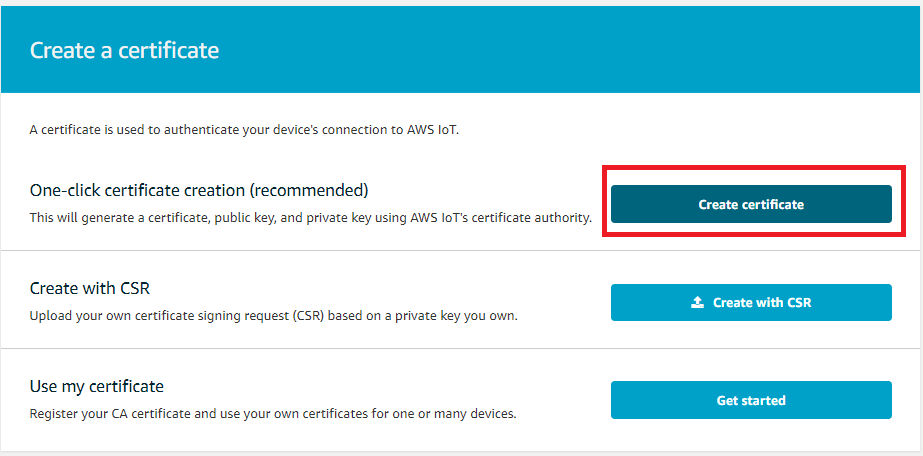 Create a certificate
A certificate is used to authenticate your device's connection to AWS IoT.
One-click certificate creation (recommended)
This will generate a certificate, public key, and private key using AWS IoT's certificate authority.
Create certificate
Create with CSR
Upload your own certificate signing request (CSR) based on a private key you own.
Create with CSR
Use my certificate
Register your CA certificate and use your own certificates for one or many devices.
Get started